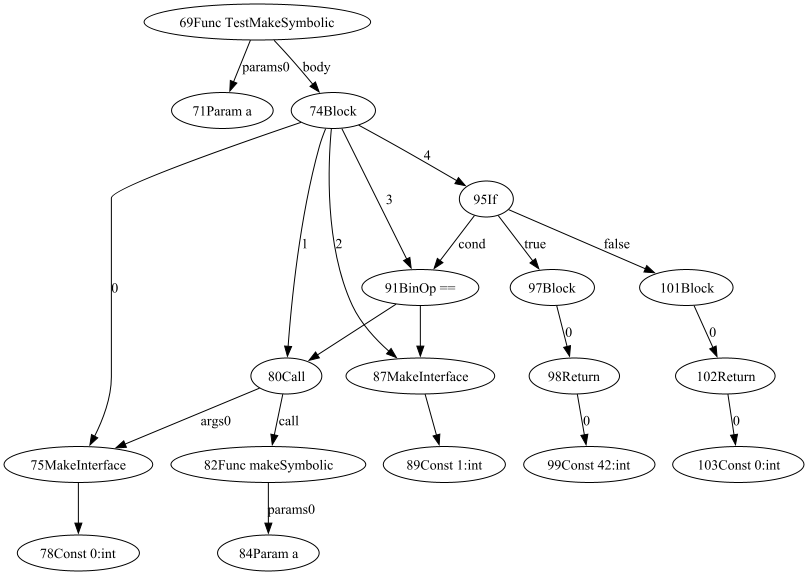 69Func TestMakeSymbolic
params0
body
71Param a
74Block
4
95If
3
1
2
cond
true
false
0
91BinOp ==
97Block
101Block
0
0
80Call
87MakeInterface
98Return
102Return
args0
call
0
0
75MakeInterface
82Func makeSymbolic
89Const 1:int
99Const 42:int
103Const 0:int
params0
78Const 0:int
84Param a